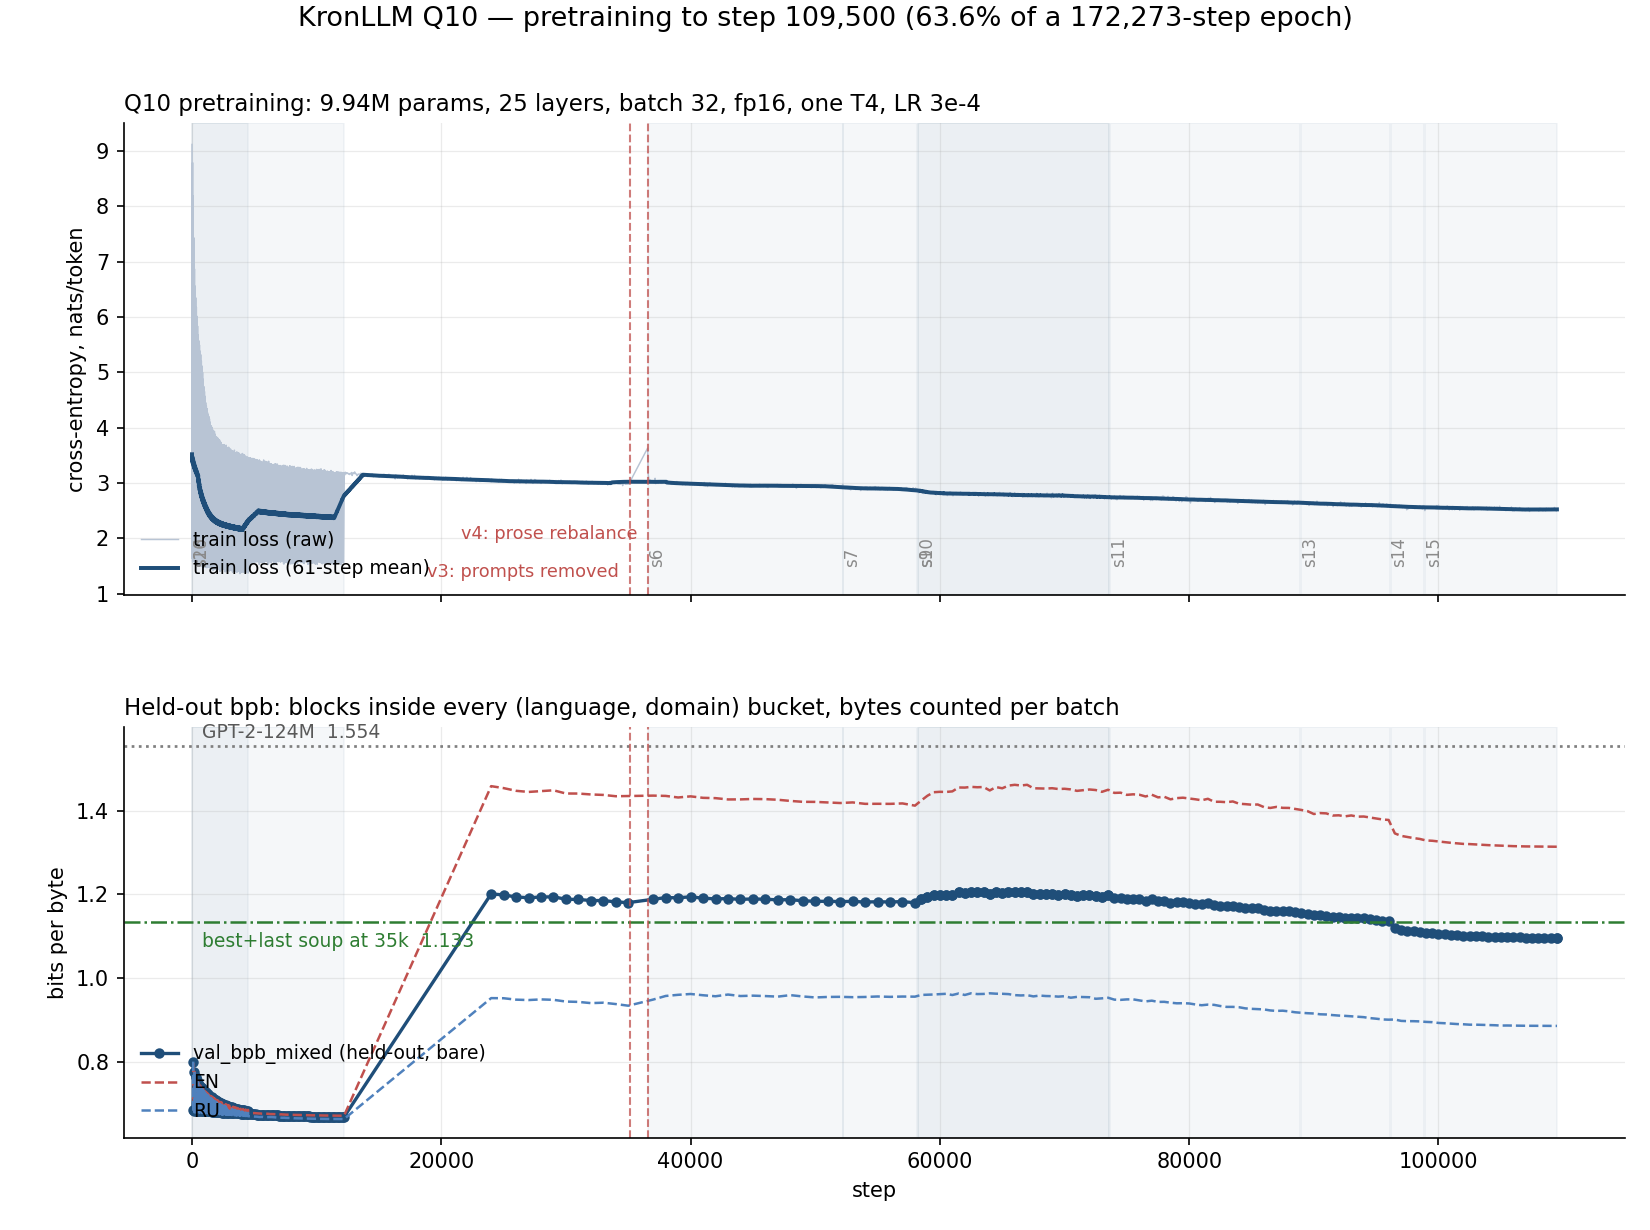 KronLLM Q10 — pretraining to step 109,500 (63.6% of a 172,273-step epoch)
Q10 pretraining: 9.94M params, 25 layers, batch 32, fp16, one T4, LR 3e-4
cross-entropy, nats/token
9
8
7
6
5
4
3
2
1
train loss (raw)
train loss (61-step mean)
v4: prose rebalance
v3: prompts removed
s6
s7
s10
s11
s13
s14
s15
Held-out bpb: blocks inside every (language, domain) bucket, bytes counted per batch
GPT-2-124M 1.554
bits per byte
1.4
1.2
1.0
0.8
best+last soup at 35k 1.133
val_bpb_mixed (held-out, bare)
EN
RU
0 20000 40000 60000 80000 100000
step